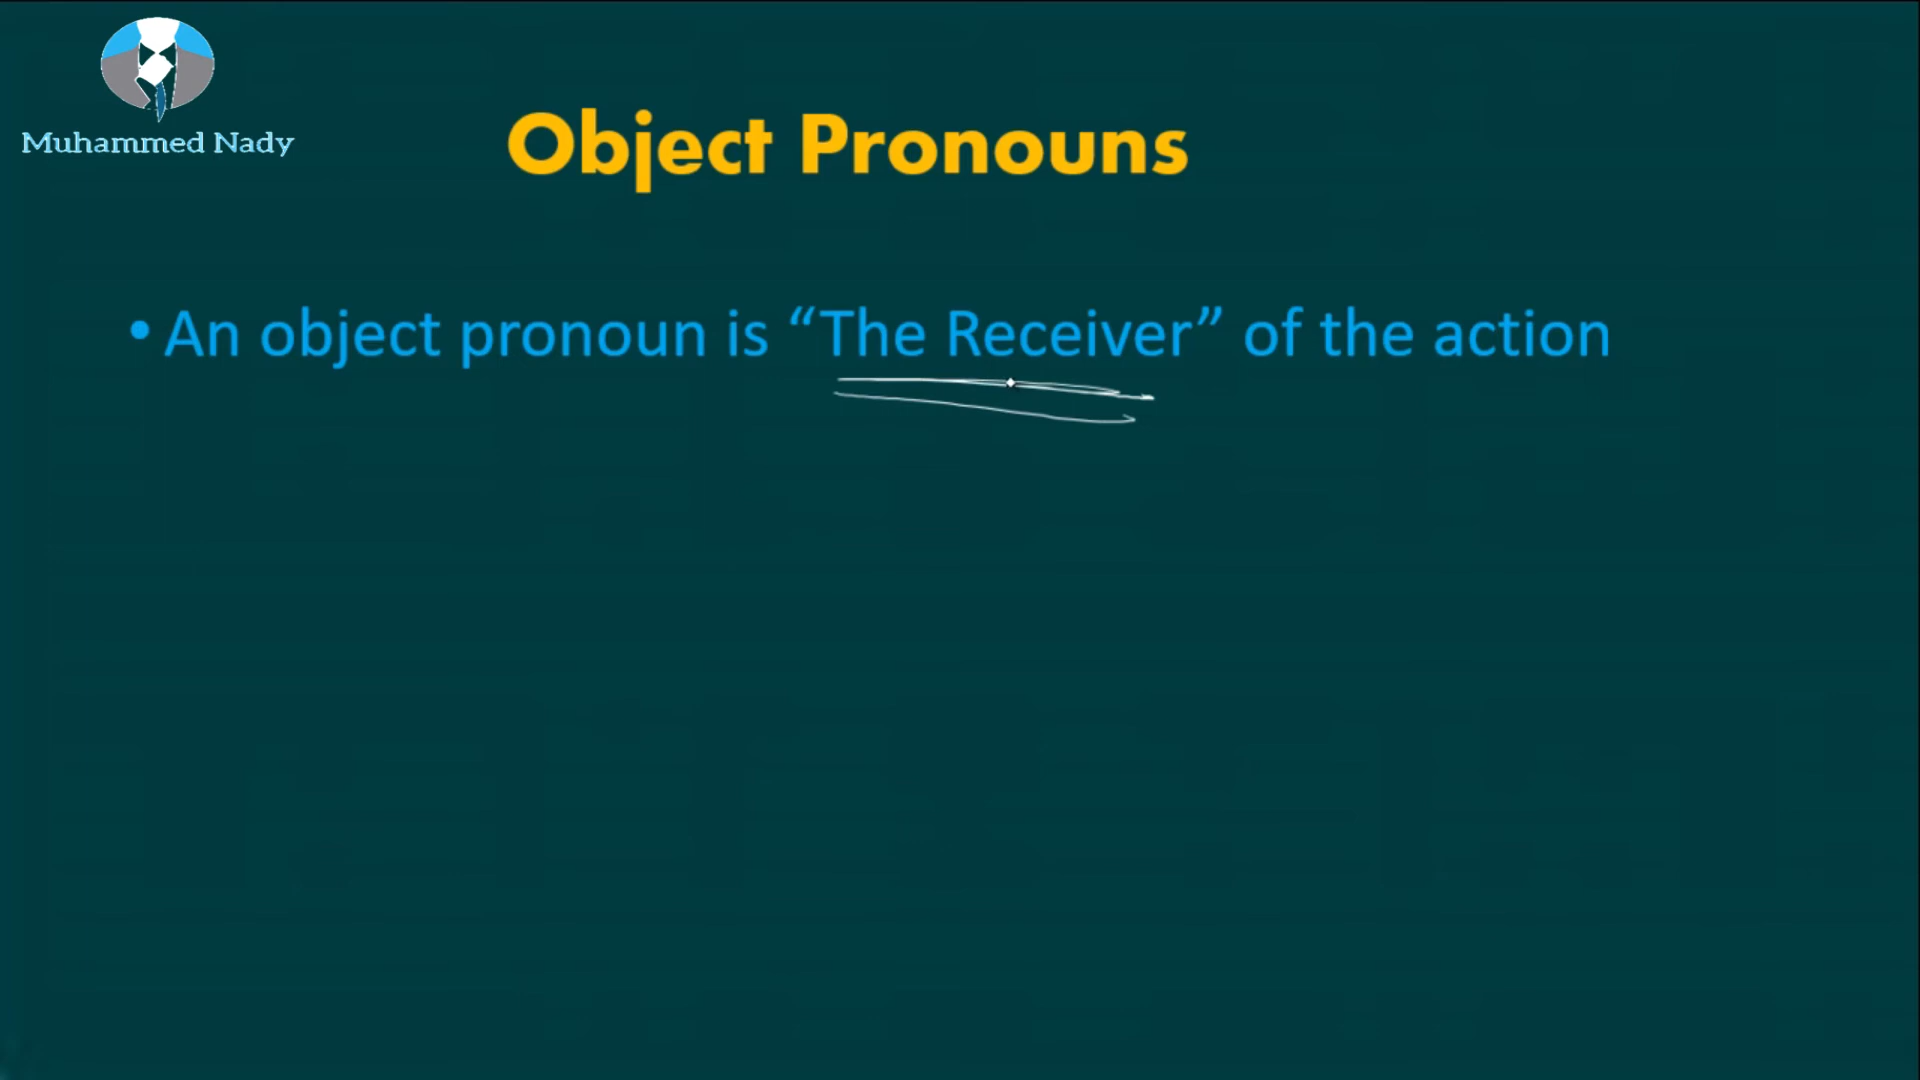 Muhammed Nady
Object Pronouns
• An object pronoun is “The Receiver” of the action